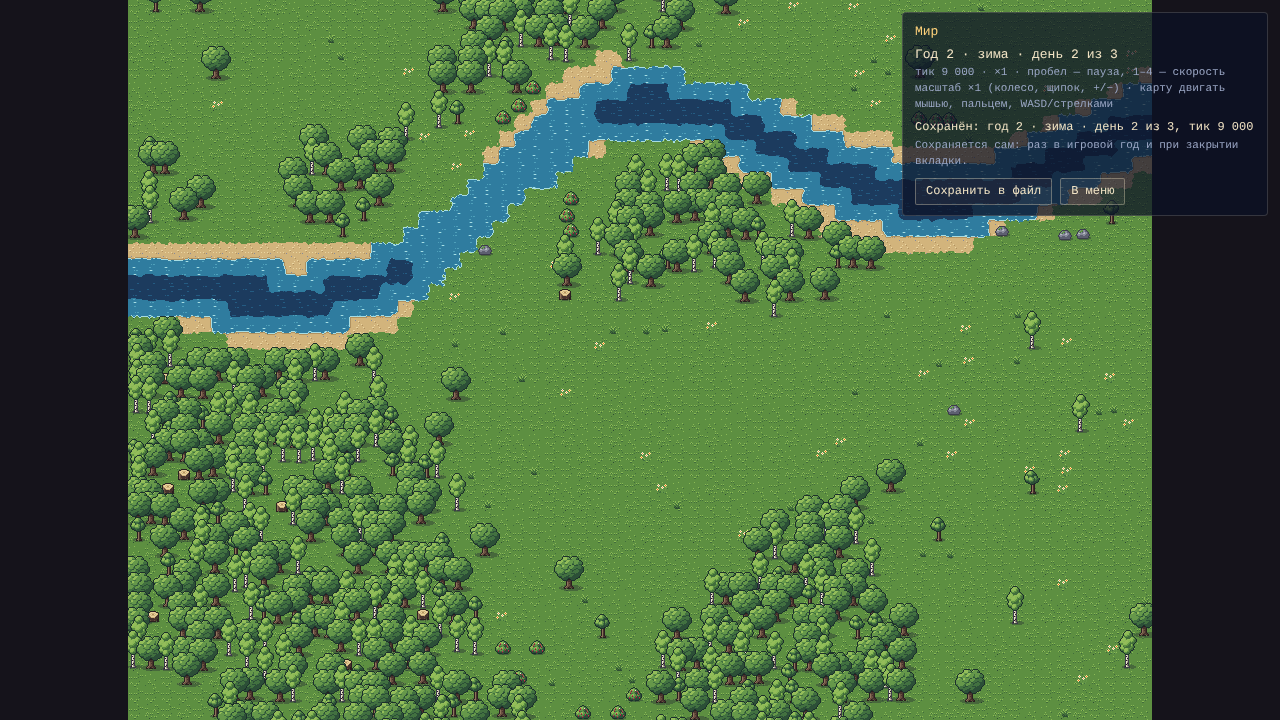 Мир
Год 2 · зима · день 2 из 3
тик 9 000 · ×1 · пробел — пауза, 1–4 — скорость
масштаб ×1 (колесо, щипок, +/−) · карту двигать
мышью, пальцем, WASD/стрелками
Сохранён: год 2 · зима · день 2 из 3, тик 9 000
Сохраняется сам: раз в игровой год и при закрытии
вкладки.
Сохранить в файл
В меню